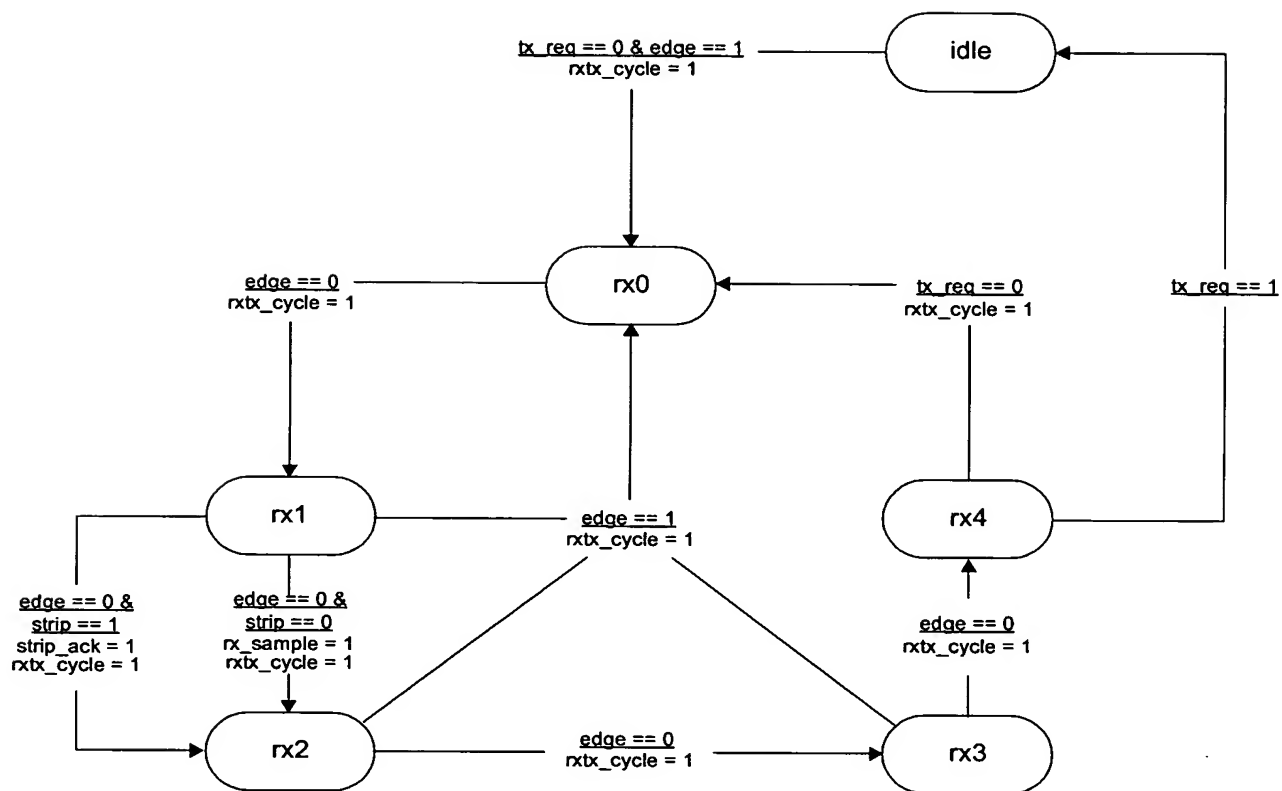 tx_req == 0 & edge == 1
rxtx_cycle = 1
idle
edge == 0
rxtx_cycle = 1
rx0
tx_req == 0
rxtx_cycle = 1
tx_req == 1
rx1
edge == 1
rxtx_cycle = 1
rx4
edge == 0 &
strip == 1
strip_ack = 1
rxtx_cycle = 1
edge == 0 &
strip == 0
rx_sample = 1
rxtx_cycle = 1
edge == 0
rxtx_cycle = 1
rx2
edge == 0
rxtx_cycle = 1
rx3